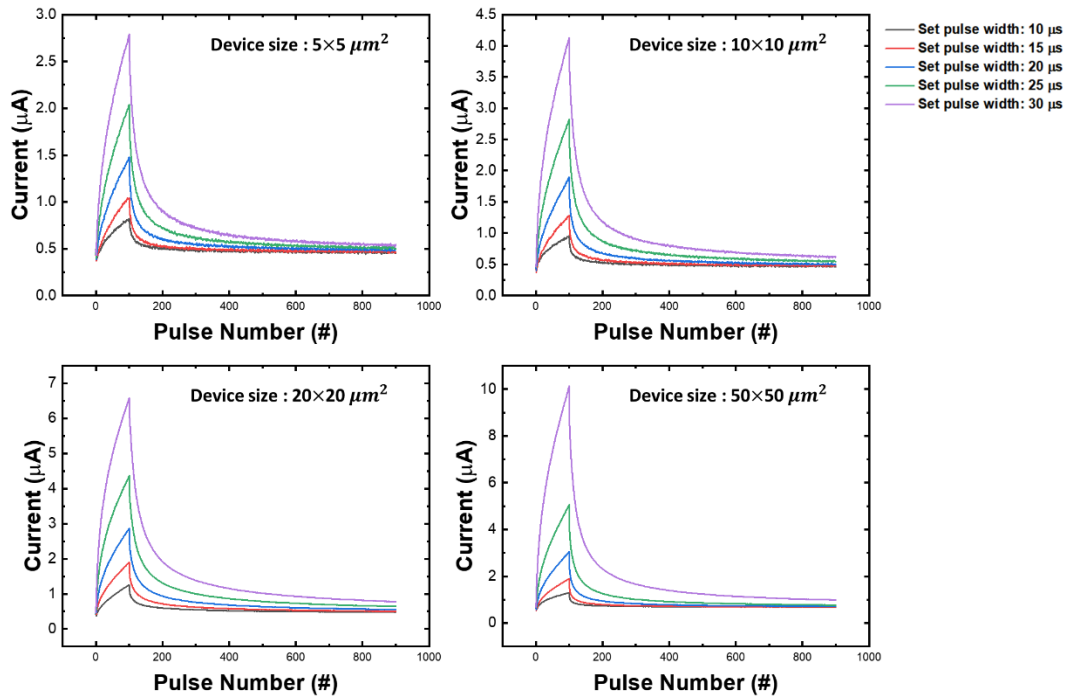 Device size : 5×5 μm²
3.0
2.5
2.0
1.5
1.0
0.5
0.0
Current (μA)
0 200 400 600 800 1000
Pulse Number (#)
Device size : 10×10 μm²
4.5
4.0
3.5
3.0
2.5
2.0
1.5
1.0
0.5
0.0
Current (μA)
0 200 400 600 800 1000
Pulse Number (#)
Set pulse width: 10 μs
Set pulse width: 15 μs
Set pulse width: 20 μs
Set pulse width: 25 μs
Set pulse width: 30 μs
Device size : 20×20 μm²
7
6
5
4
3
2
1
0
Current (μA)
0 200 400 600 800 1000
Pulse Number (#)
Device size : 50×50 μm²
10
8
6
4
2
0
Current (μA)
0 200 400 600 800 1000
Pulse Number (#)